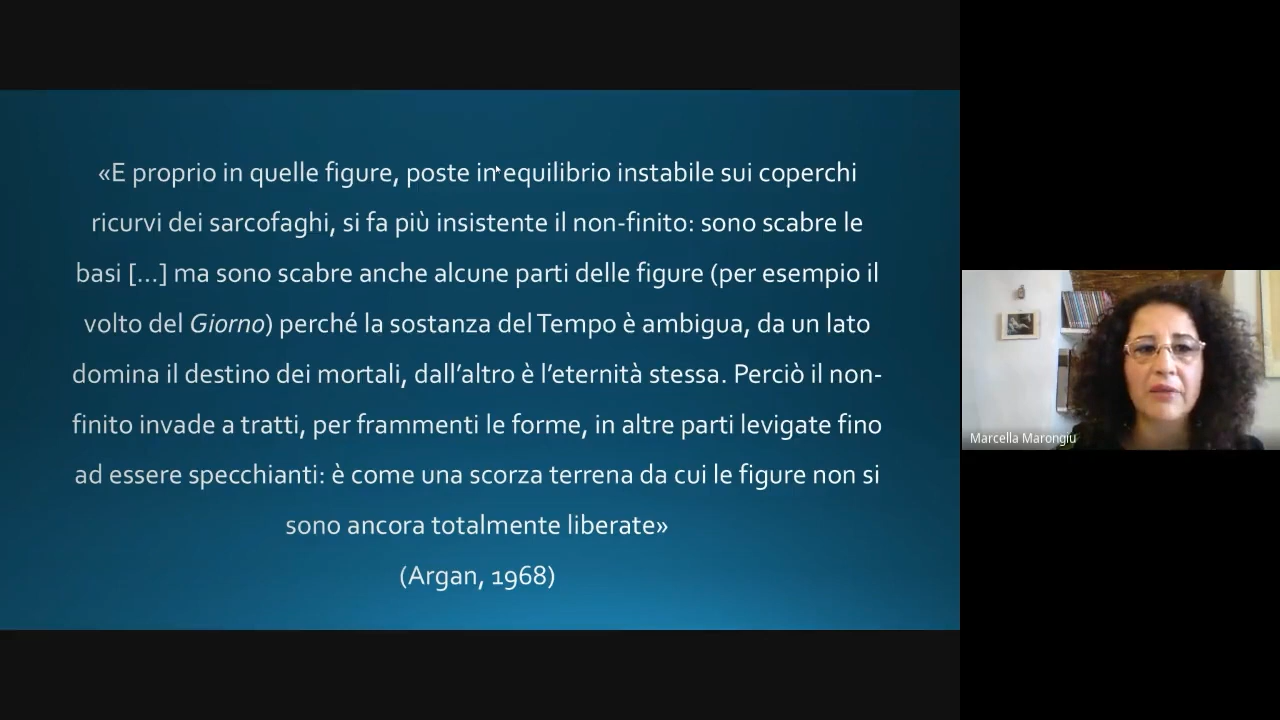 «E proprio in quelle figure, poste in equilibrio instabile sui coperchi
ricurvi dei sarcofaghi, si fa più insistente il non-finito: sono scabre le
basi [...] ma sono scabre anche alcune parti delle figure (per esempio il
volto del Giorno) perché la sostanza del Tempo è ambigua, da un lato
domina il destino dei mortali, dall’altro è l’eternità stessa. Perciò il non-
finito invade a tratti, per frammenti le forme, in altre parti levigate fino
ad essere specchianti: è come una scorza terrena da cui le figure non si
sono ancora totalmente liberate»
(Argan, 1968)
Marcella Marongiu